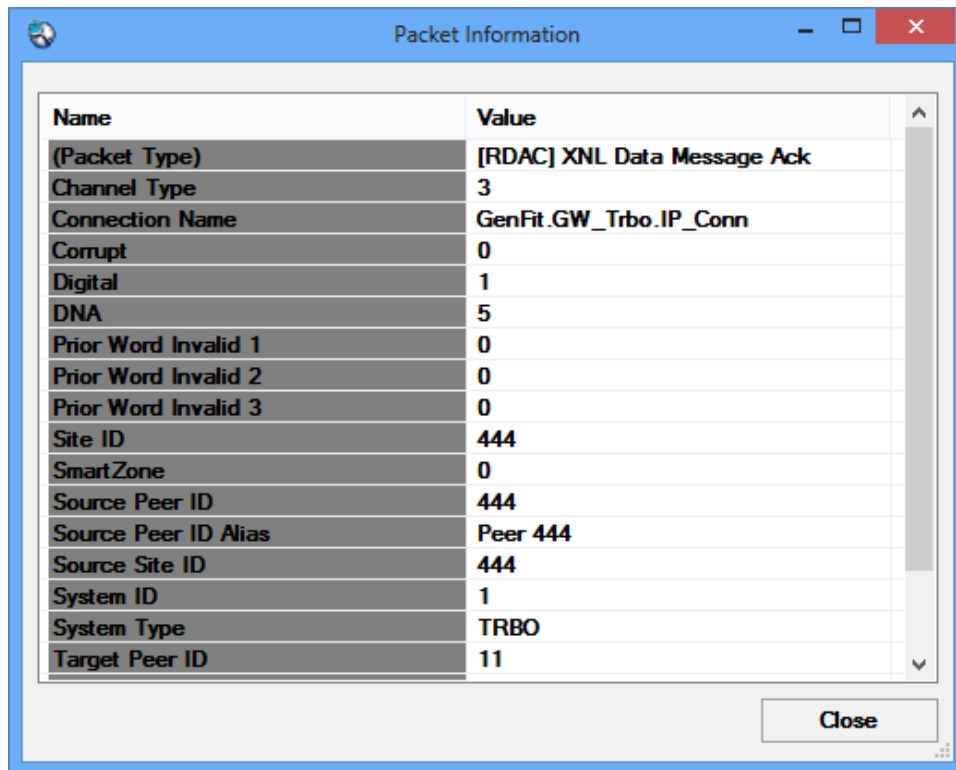 Packet Information
Name Value
(Packet Type) [RDAC] XNL Data Message Ack
Channel Type 3
Connection Name GenFit.GW_Trbo.IP_Conn
Corrupt 0
Digital 1
DNA 5
Prior Word Invalid 1 0
Prior Word Invalid 2 0
Prior Word Invalid 3 0
Site ID 444
SmartZone 0
Source Peer ID 444
Source Peer ID Alias Peer 444
Source Site ID 444
System ID 1
System Type TRBO
Target Peer ID 11
Close